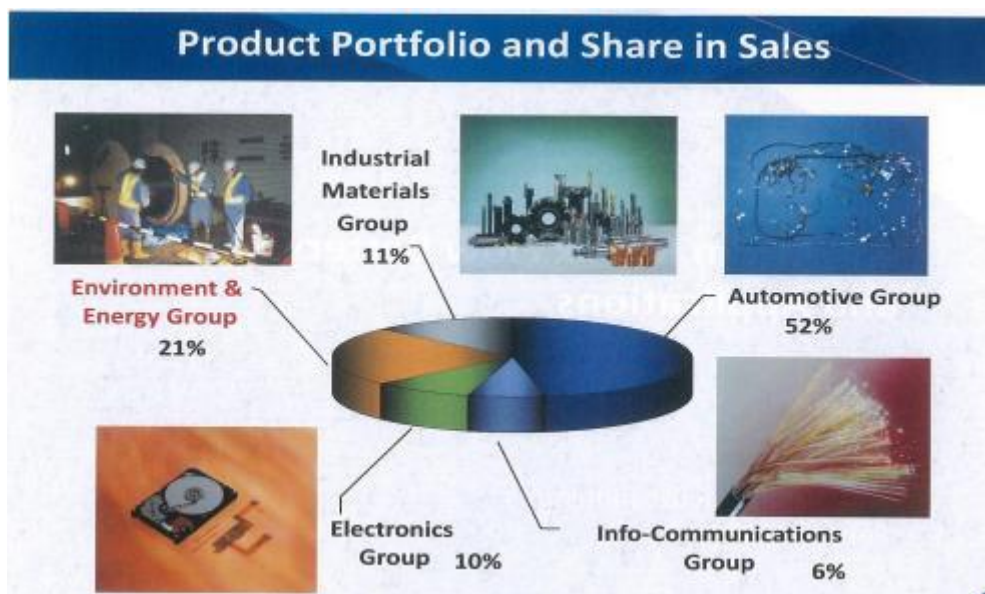 Product Portfolio and Share in Sales
Industrial
Materials
Group
11%
Environment &
Energy Group
21%
Automotive Group
52%
Electronics
Group 10%
Info-Communications
Group 6%